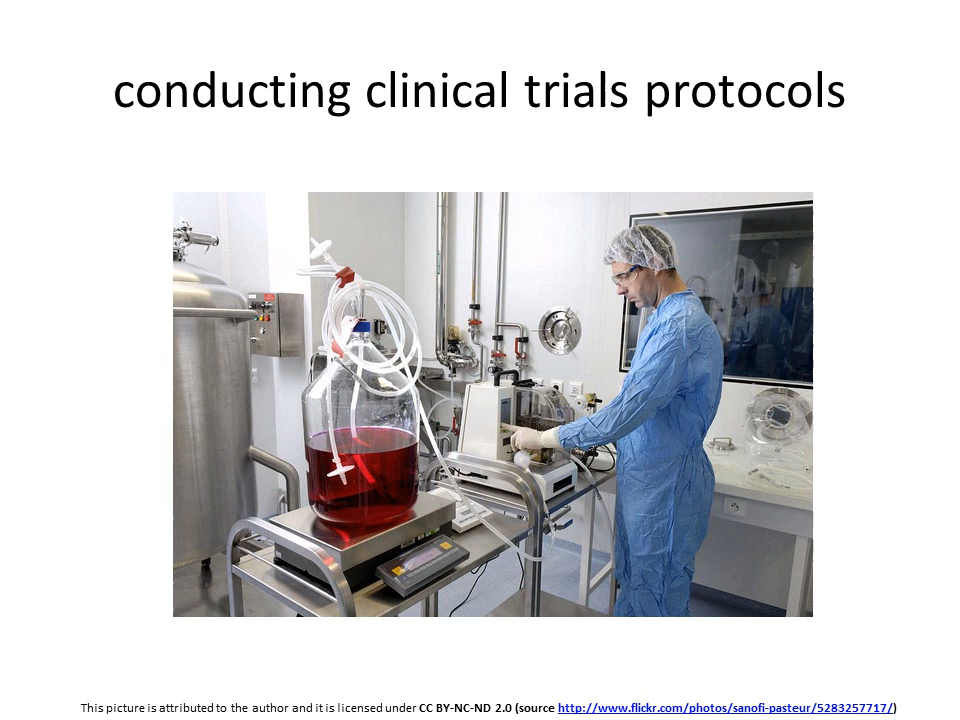 conducting clinical trials protocols
This picture is attributed to the author and it is licensed under CC BY-NC-ND 2.0 (source http://www.flickr.com/photos/sanofi-pasteur/5283257717/)